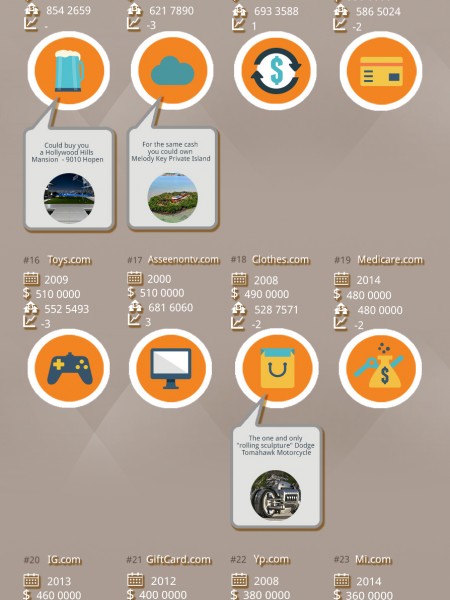 854 2659
621 7890
693 3588
586 5024
-
-3
1
-2
$
Could buy you
a Hollywood Hills
Mansion - 9010 Hopen
For the same cash
you could own
Melody Key Private Island
#16 Toys.com
2009
$ 510 0000
552 5493
-3
#17 Asseenontv.com
2000
$ 510 0000
681 6060
3
#18 Clothes.com
2008
$ 490 0000
528 7571
-2
#19 Medicare.com
2014
$ 480 0000
480 0000
-2
$
The one and only
"rolling sculpture" Dodge
Tomahawk Motorcycle
#20 IG.com
2013
$ 460 0000
#21 GiftCard.com
2012
$ 400 0000
#22 Yp.com
2008
$ 380 0000
#23 Mi.com
2014
$ 360 0000